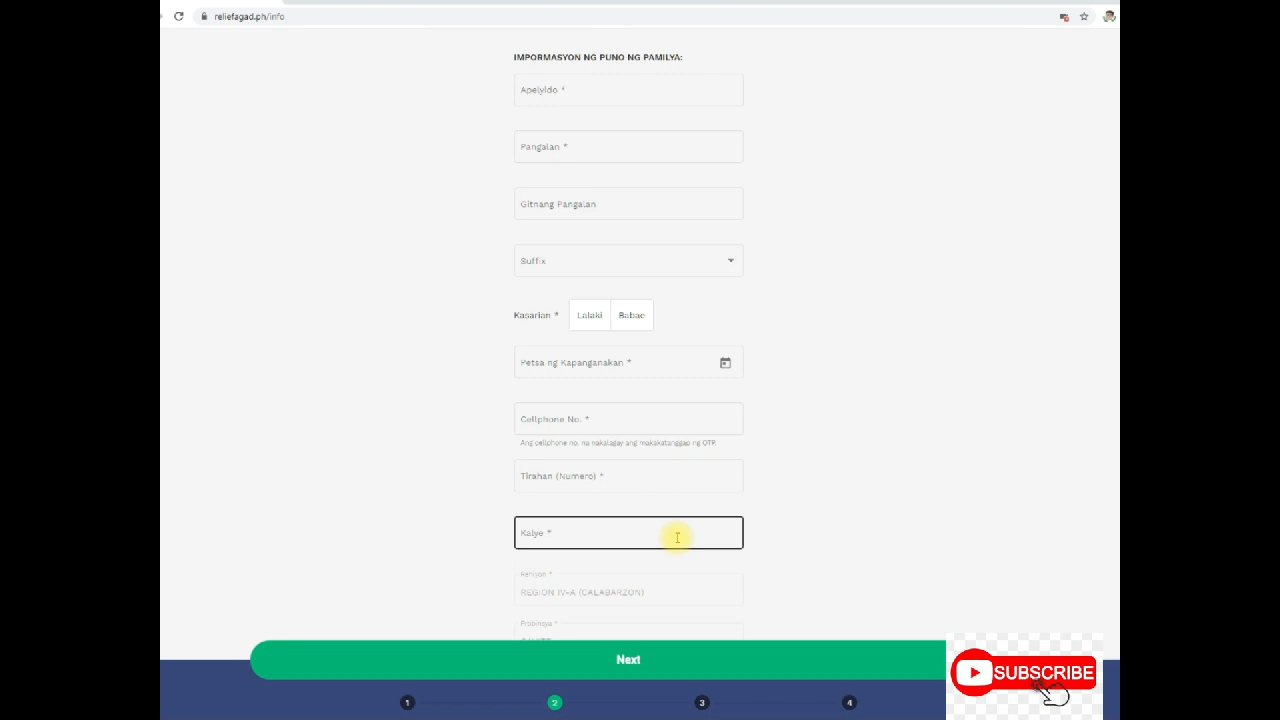 reliefagad.ph/info
IMPORMASYON NG PUNO NG PAMILYA:
Apelyido *
Pangalan *
Gitnang Pangalan
Suffix
Kasarian * Lalaki Babae
Petsa ng Kapanganakan *
Cellphone No. *
Ang cellphone no. na nakalagay ang makakatanggap ng OTP.
Tirahan (Numero) *
Kalye *
Rehiyon *
REGION IV-A (CALABARZON)
Probinsya *
Next
SUBSCRIBE
1 2 3 4